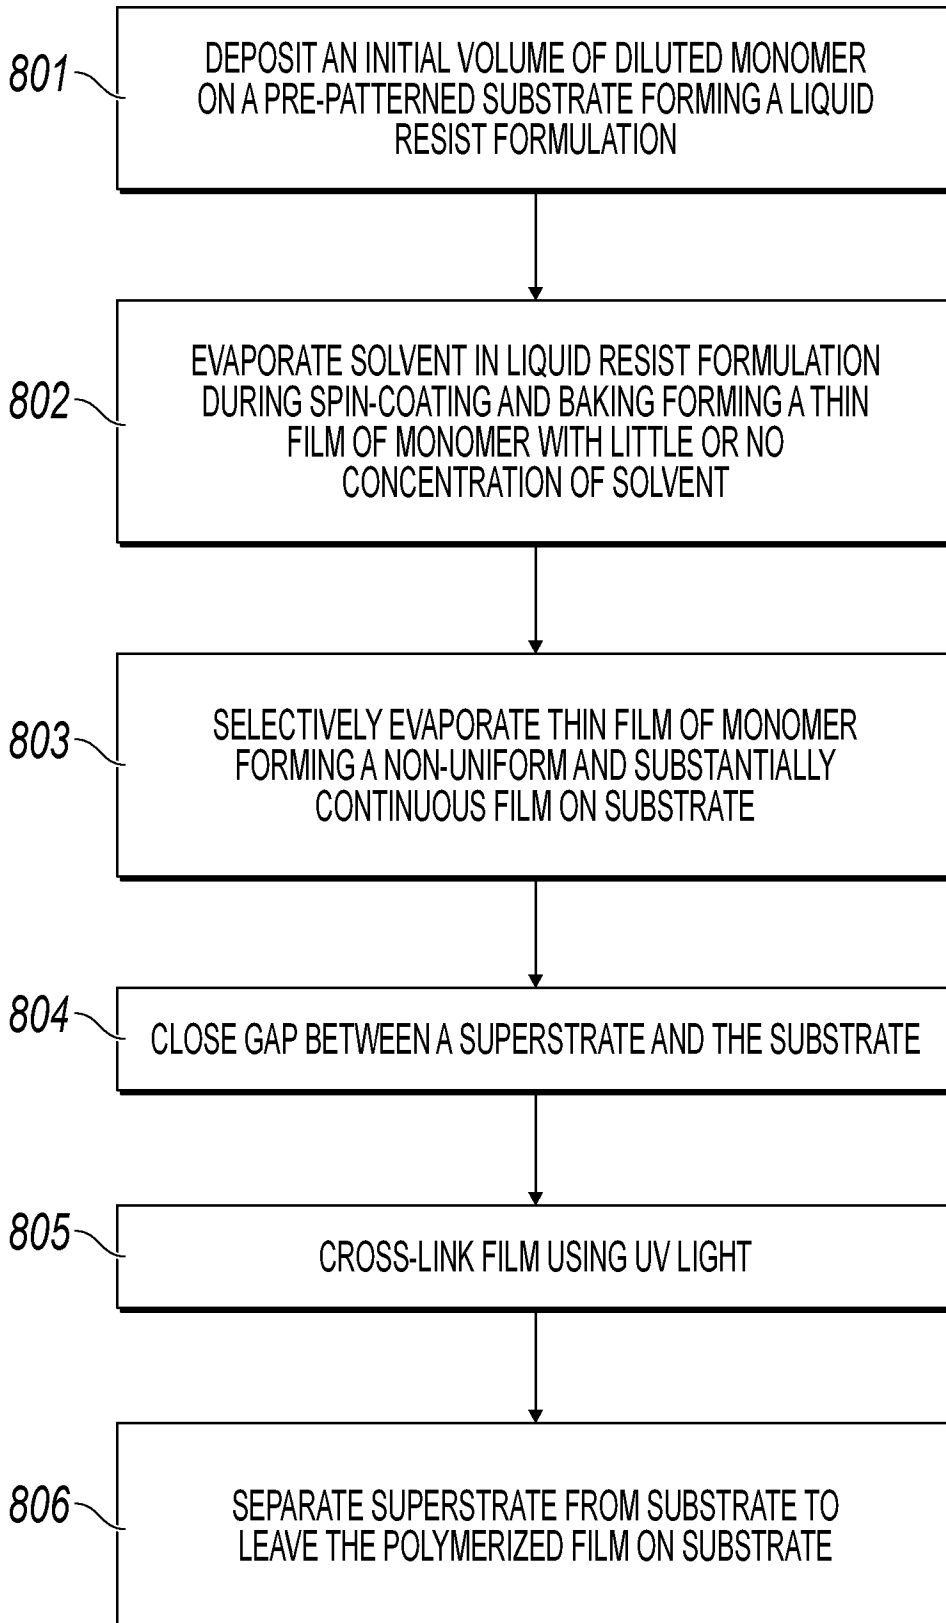 801
DEPOSIT AN INITIAL VOLUME OF DILUTED MONOMER
ON A PRE-PATTERNED SUBSTRATE FORMING A LIQUID
RESIST FORMULATION
802
EVAPORATE SOLVENT IN LIQUID RESIST FORMULATION
DURING SPIN-COATING AND BAKING FORMING A THIN
FILM OF MONOMER WITH LITTLE OR NO
CONCENTRATION OF SOLVENT
803
SELECTIVELY EVAPORATE THIN FILM OF MONOMER
FORMING A NON-UNIFORM AND SUBSTANTIALLY
CONTINUOUS FILM ON SUBSTRATE
804
CLOSE GAP BETWEEN A SUPERSTRATE AND THE SUBSTRATE
805
CROSS-LINK FILM USING UV LIGHT
806
SEPARATE SUPERSTRATE FROM SUBSTRATE TO
LEAVE THE POLYMERIZED FILM ON SUBSTRATE